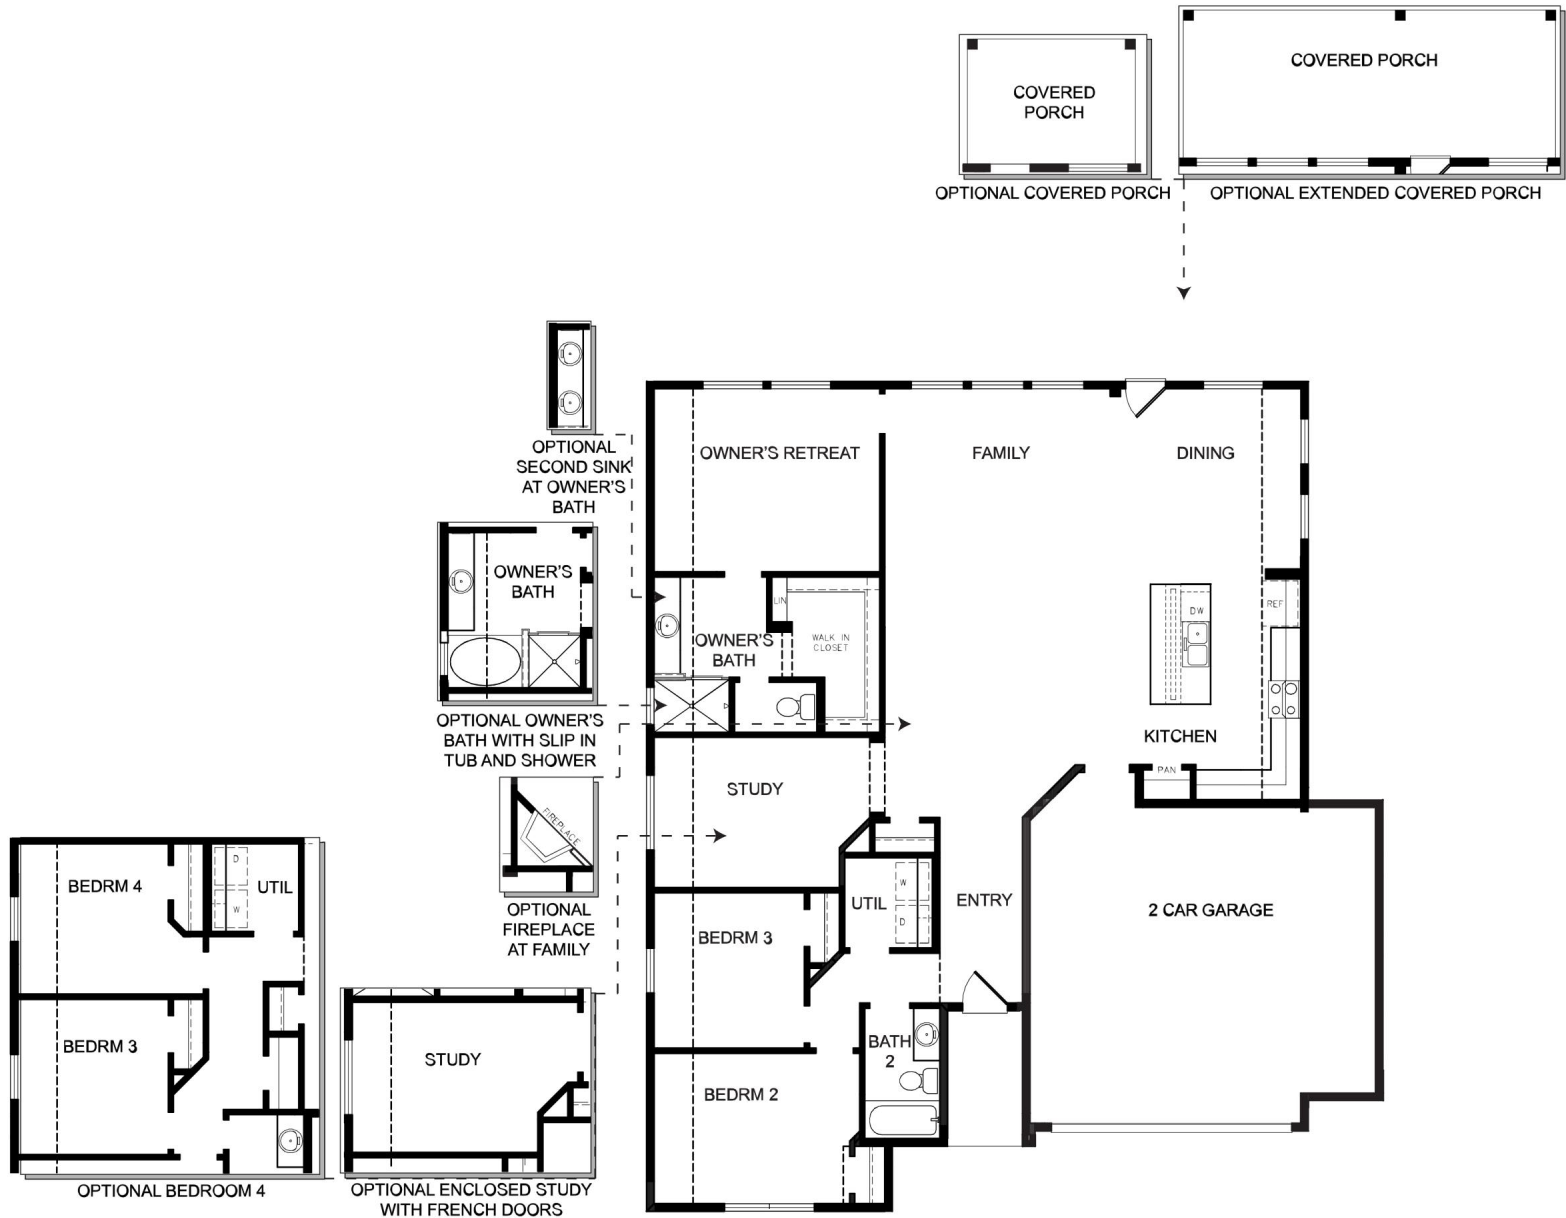 COVERED PORCH
COVERED
PORCH
OPTIONAL COVERED PORCH
OPTIONAL EXTENDED COVERED PORCH
OPTIONAL
SECOND SINK
AT OWNER'S
BATH
OWNER'S RETREAT
FAMILY
DINING
OWNER'S
BATH
OPTIONAL OWNER'S
BATH WITH SLIP IN
TUB AND SHOWER
LIN
WALK IN
CLOSET
OWNER'S
BATH
DW
REF
KITCHEN
PAN
STUDY
FIREPLACE
OPTIONAL
FIREPLACE
AT FAMILY
UTIL
W
D
ENTRY
2 CAR GARAGE
BEDRM 3
BATH
2
BEDRM 2
BEDRM 4
D
W
UTIL
BEDRM 3
OPTIONAL BEDROOM 4
STUDY
OPTIONAL ENCLOSED STUDY
WITH FRENCH DOORS